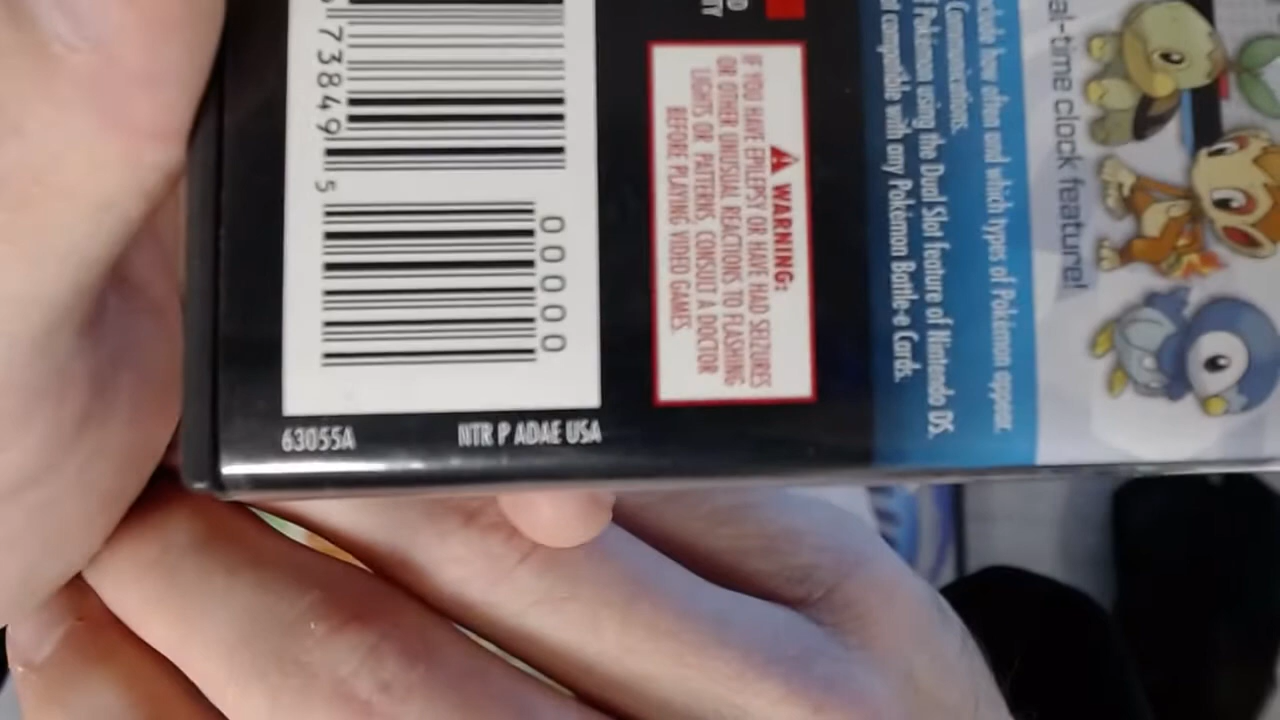 al-time clock feature!
clude how often and which types of Pokémon appear.
Communications.
Pokémon using the Dual Slot feature of Nintendo DS.
compatible with any Pokémon Battle-e Cards.
WARNING:
IF YOU HAVE EPILEPSY OR HAVE HAD SEIZURES
OR OTHER UNUSUAL REACTIONS TO FLASHING
LIGHTS OR PATTERNS, CONSULT A DOCTOR
BEFORE PLAYING VIDEO GAMES.
73849 5
00000
63055A
NTR P ADAE USA